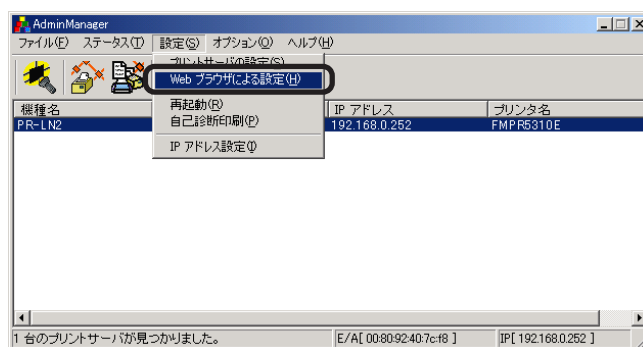 AdminManager
ファイル(F) ステータス(T) 設定(S) オプション(O) ヘルプ(H)
プリントサーバの設定(S)
Web ブラウザによる設定(H)
再起動(R)
自己診断印刷(P)
IP アドレス設定(I)
機種名 IP アドレス プリンタ名
PR-LN2 192.168.0.252 FMPR5310E
1 台のプリントサーバが見つかりました。 E/A[ 00:80:92:40:7c:f8 ] IP[ 192.168.0.252 ]